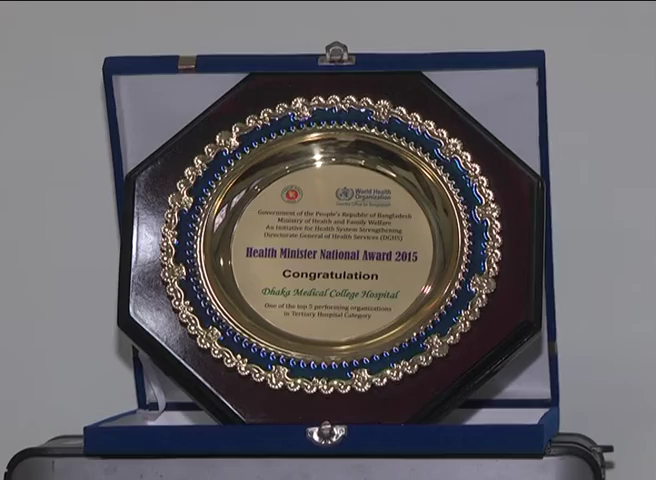 World Health
Organization
Government of the People's Republic of Bangladesh
Ministry of Health and Family Welfare
An Initiative for Health System Strengthening
Directorate General of Health Services (DGHS)
Health Minister National Award 2015
Congratulation
Dhaka Medical College Hospital
One of the top 5 performing organizations
in Tertiary Hospital Category